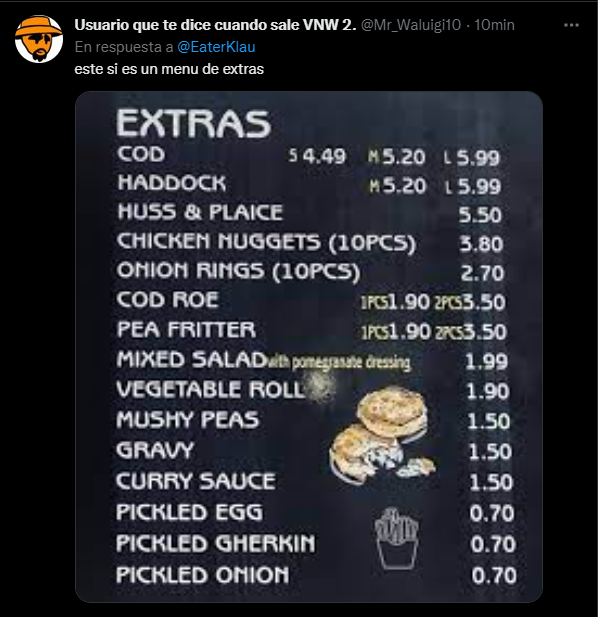 Usuario que te dice cuando sale VNW 2. @Mr_Waluigi10 · 10min
En respuesta a @EaterKlau
este si es un menu de extras
EXTRAS
COD S 4.49 M 5.20 L 5.99
HADDOCK M 5.20 L 5.99
HUSS & PLAICE 5.50
CHICKEN NUGGETS (10PCS) 3.80
ONION RINGS (10PCS) 2.70
COD ROE 1PCS 1.90 2PCS 3.50
PEA FRITTER 1PCS 1.90 2PCS 3.50
MIXED SALAD with pomegranate dressing 1.99
VEGETABLE ROLL 1.90
MUSHY PEAS 1.50
GRAVY 1.50
CURRY SAUCE 1.50
PICKLED EGG 0.70
PICKLED GHERKIN 0.70
PICKLED ONION 0.70